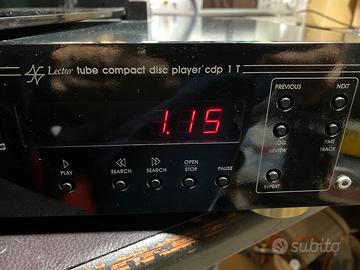 Lector tube compact disc player cdp 1 T
PREVIOUS
NEXT
1.15
LOG.
REVIEW
TIME
TRACK
PLAY
SEARCH
SEARCH
OPEN
STOP
PAUSE
REPEAT
subito